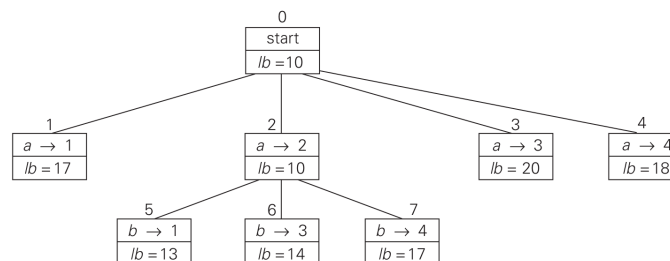 0
start
lb = 10
1
2
3
4
a → 1
a → 2
a → 3
a → 4
lb = 17
lb = 10
lb = 20
lb = 18
5
6
7
b → 1
b → 3
b → 4
lb = 13
lb = 14
lb = 17